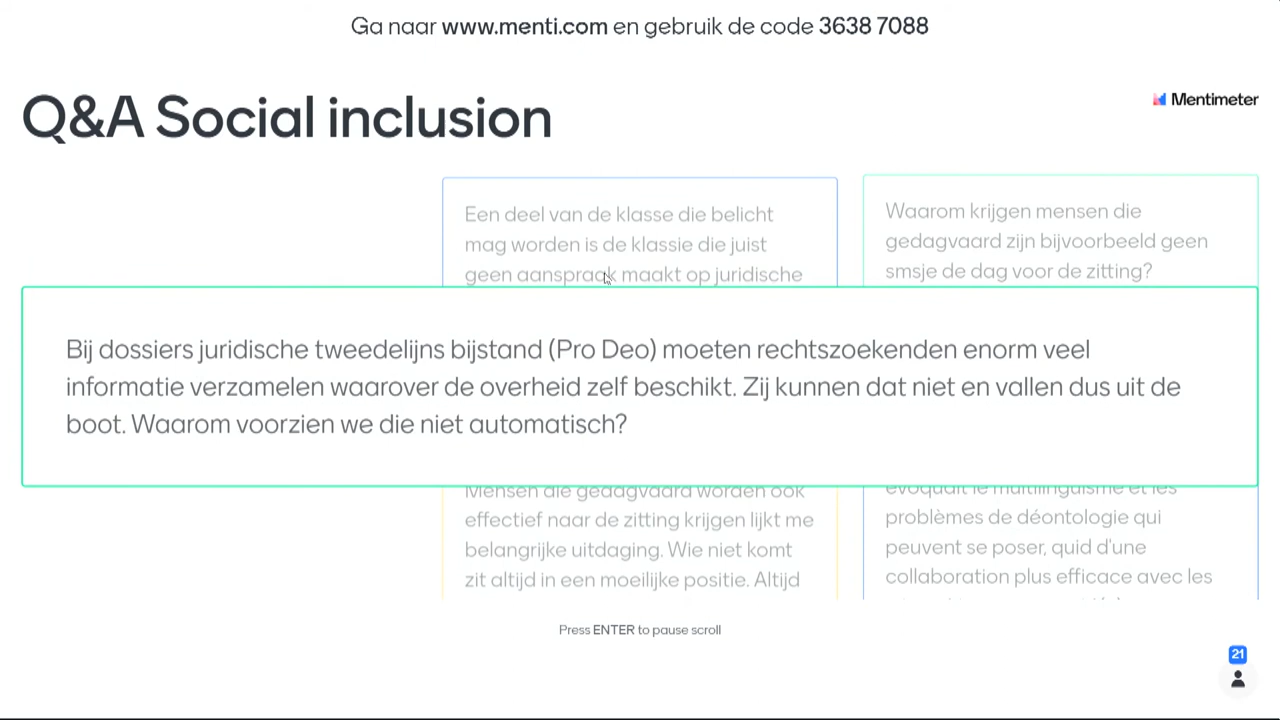 Ga naar www.menti.com en gebruik de code 3638 7088
Q&A Social inclusion
Mentimeter
Een deel van de klasse die belicht
mag worden is de klassie die juist
geen aanspraak maakt op juridische
Waarom krijgen mensen die
gedagvaard zijn bijvoorbeeld geen
smsje de dag voor de zitting?
Bij dossiers juridische tweedelijns bijstand (Pro Deo) moeten rechtszoekenden enorm veel
informatie verzamelen waarover de overheid zelf beschikt. Zij kunnen dat niet en vallen dus uit de
boot. Waarom voorzien we die niet automatisch?
Mensen die gedagvaard worden ook
effectief naar de zitting krijgen lijkt me
belangrijke uitdaging. Wie niet komt
zit altijd in een moeilijke positie. Altijd
évoquait le multilinguisme et les
problèmes de déontologie qui
peuvent se poser, quid d'une
collaboration plus efficace avec les
Press ENTER to pause scroll
21